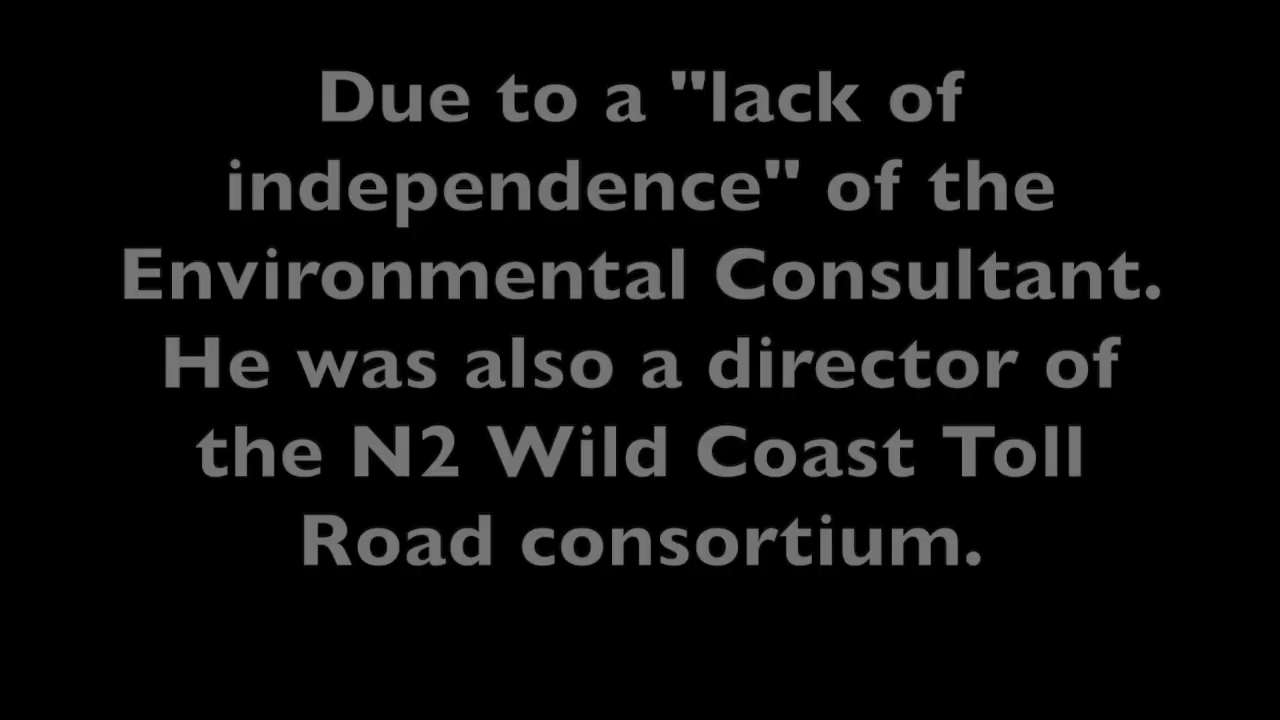 Due to a "lack of
independence" of the
Environmental Consultant.
He was also a director of
the N2 Wild Coast Toll
Road consortium.